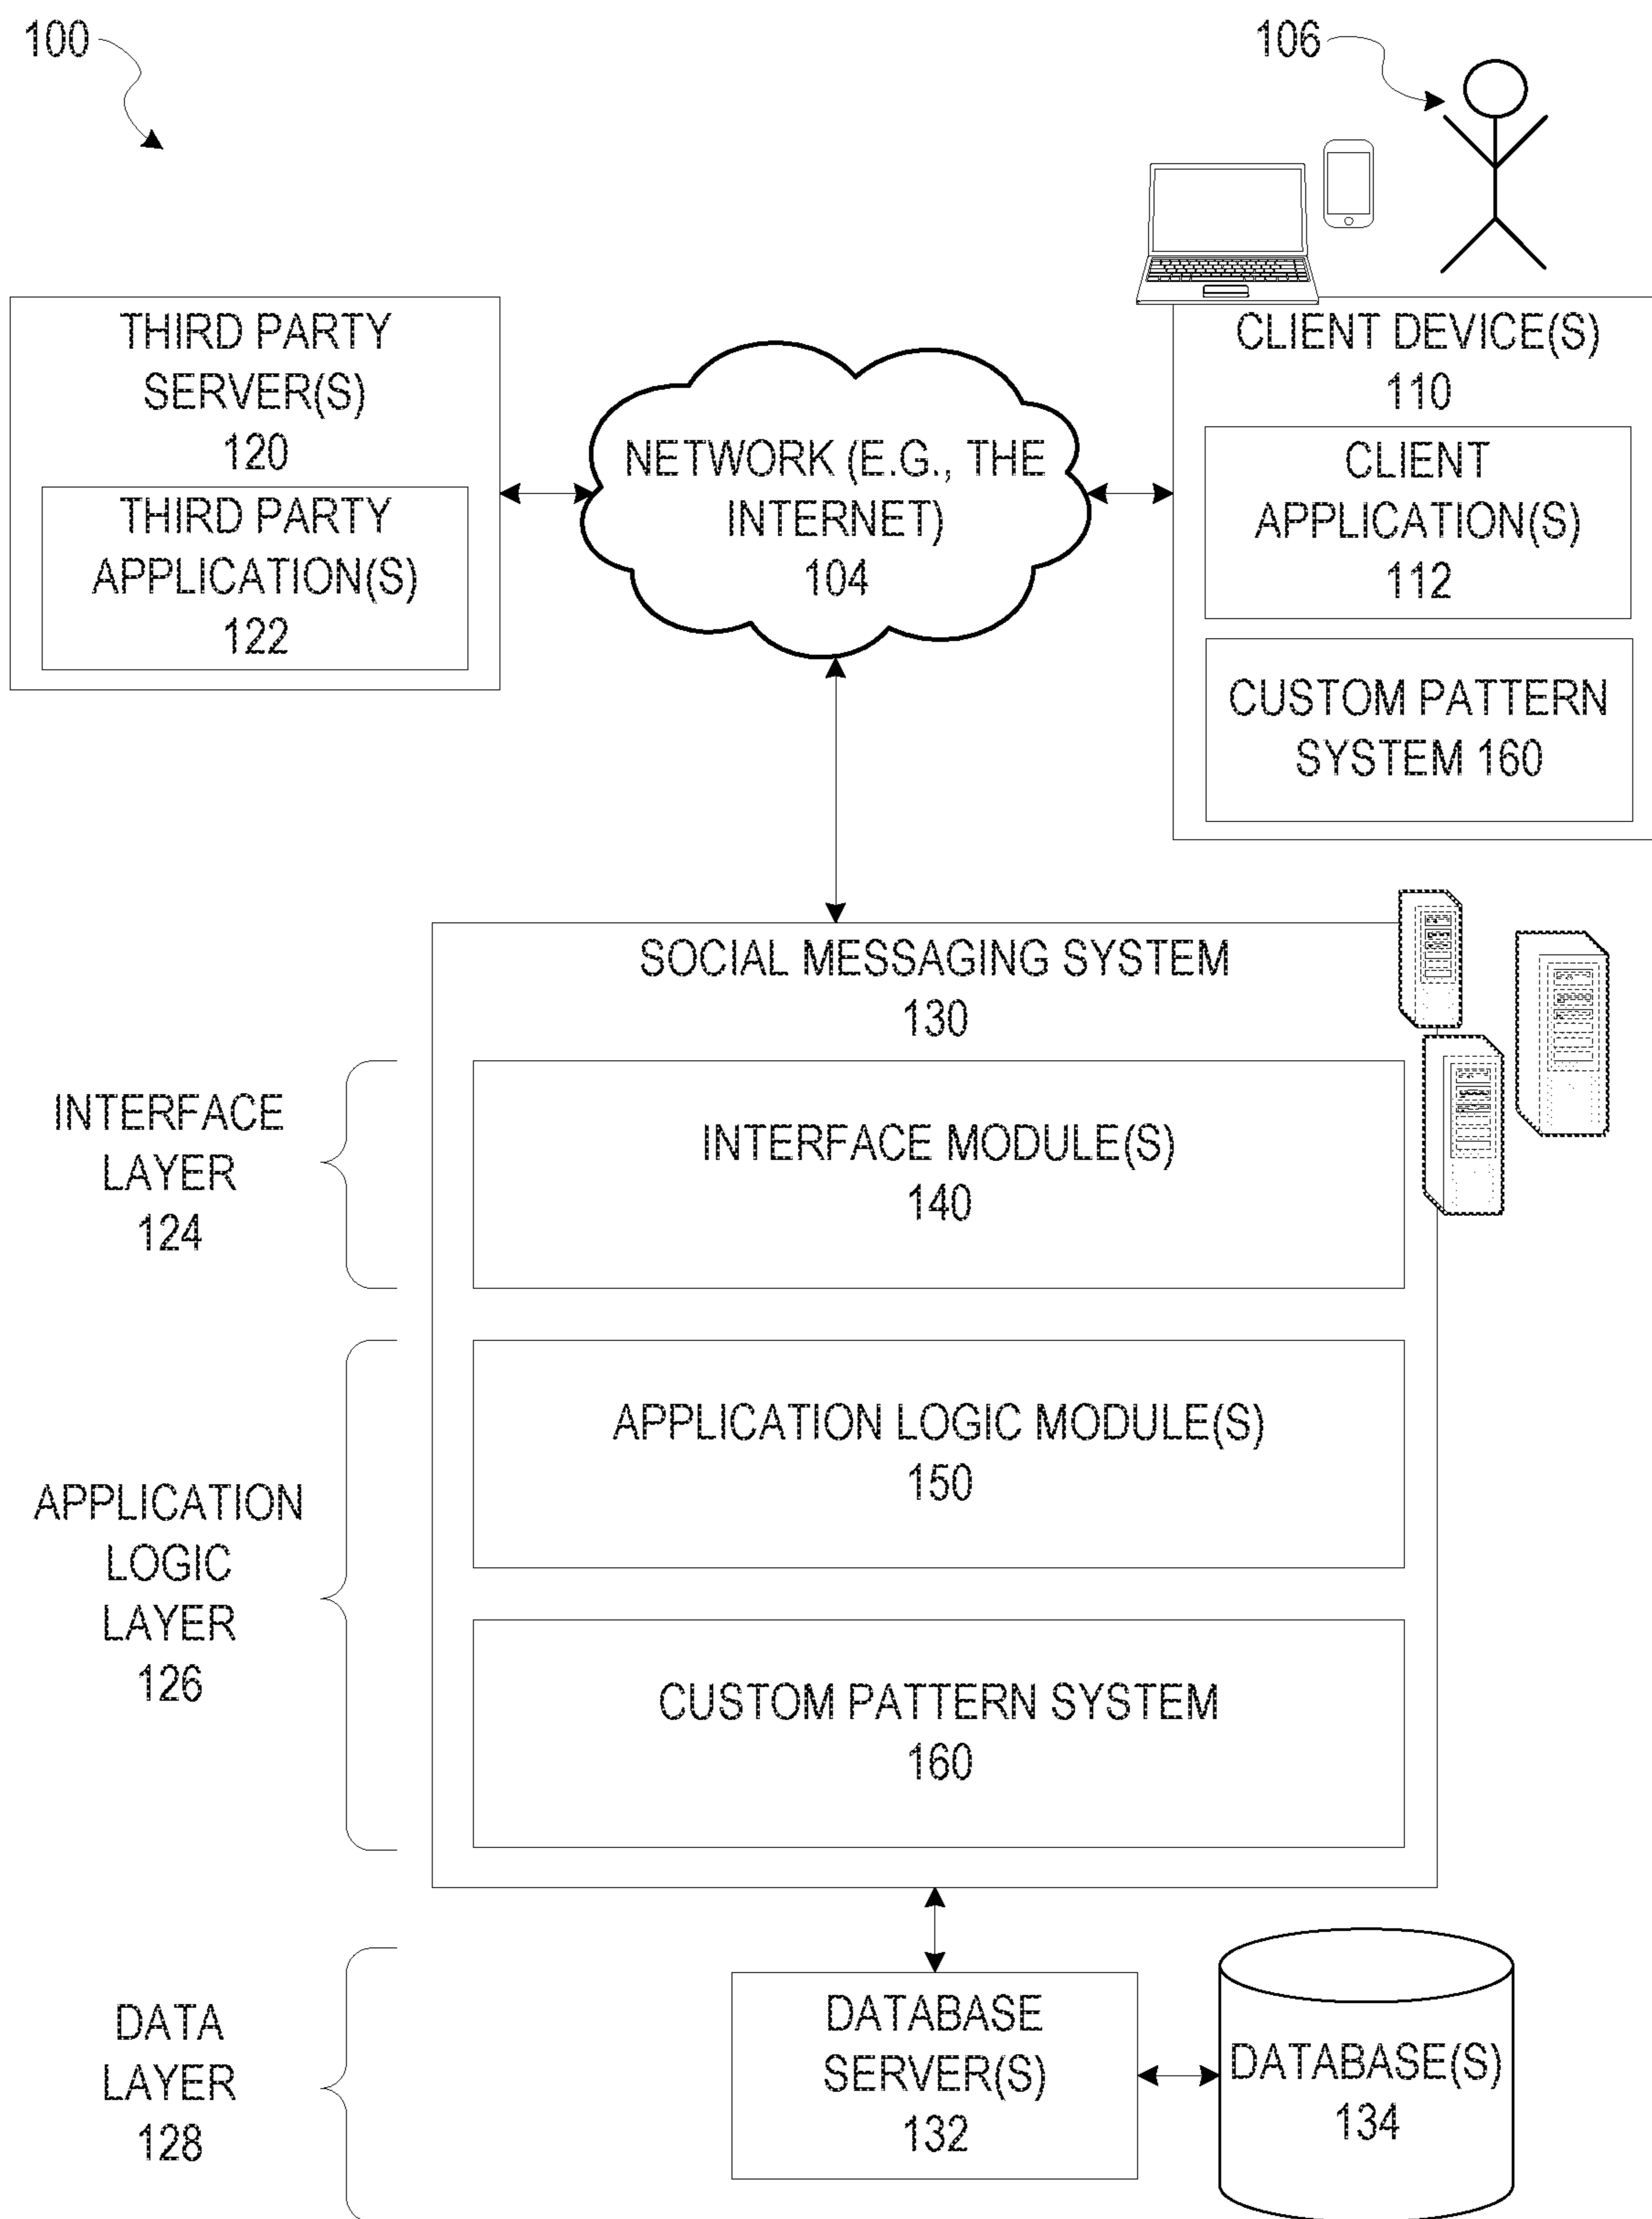 100
106
THIRD PARTY
SERVER(S)
120
THIRD PARTY
APPLICATION(S)
122
NETWORK (E.G., THE
INTERNET)
104
CLIENT DEVICE(S)
110
CLIENT
APPLICATION(S)
112
CUSTOM PATTERN
SYSTEM 160
SOCIAL MESSAGING SYSTEM
130
INTERFACE
LAYER
124
INTERFACE MODULE(S)
140
APPLICATION
LOGIC
LAYER
126
APPLICATION LOGIC MODULE(S)
150
CUSTOM PATTERN SYSTEM
160
DATA
LAYER
128
DATABASE
SERVER(S)
132
DATABASE(S)
134